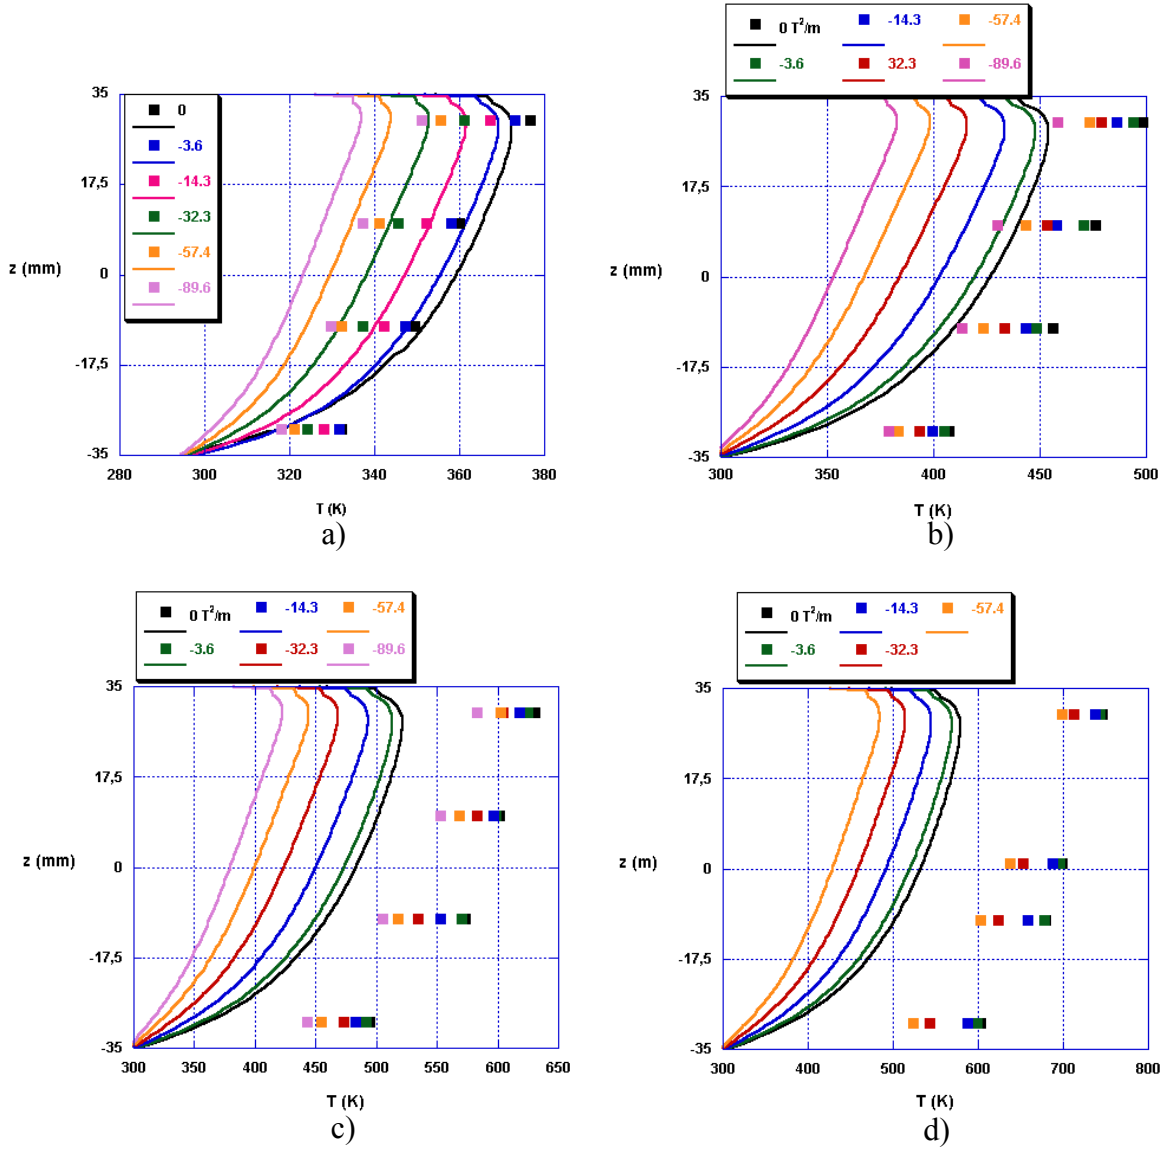 0
-3.6
-14.3
-32.3
-57.4
-89.6
35
17,5
0
-17,5
-35
z (mm)
280 300 320 340 360 380
T (K)
a)
0 T²/m -14.3 -57.4
-3.6 32.3 -89.6
35
17,5
0
-17,5
-35
z (mm)
300 350 400 450 500
T (K)
b)
0 T²/m -14.3 -57.4
-3.6 -32.3 -89.6
35
17,5
0
-17,5
-35
z (mm)
300 350 400 450 500 550 600 650
T (K)
c)
0 T²/m -14.3 -57.4
-3.6 -32.3
35
17,5
0
-17,5
-35
z (m)
300 400 500 600 700 800
T (K)
d)